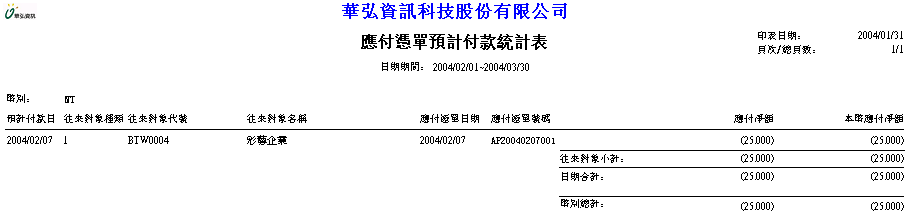 華弘資訊
華弘資訊科技股份有限公司
應付憑單預計付款統計表
印表日期: 2004/01/31
頁次/總頁數: 1/1
日期期間: 2004/02/01~2004/03/30
幣別: NT
預計付款日 往來對象種類 往來對象代號 往來對象名稱 應付憑單日期 應付憑單號碼 應付淨額 本幣應付淨額
2004/02/07 1 BTW0004 彩藝企業 2004/02/07 AP20040207001 (25,000) (25,000)
往來對象小計: (25,000) (25,000)
日期合計: (25,000) (25,000)
幣別總計: (25,000) (25,000)